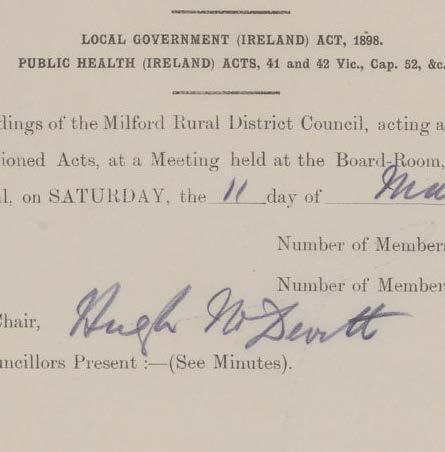 LOCAL GOVERNMENT (IRELAND) ACT, 1898.
PUBLIC HEALTH (IRELAND) ACTS, 41 and 42 Vic., Cap. 52, &c.
dings of the Milford Rural District Council, acting a
ioned Acts, at a Meeting held at the Board-Room,
l, on SATURDAY, the 11 day of
Number of Members
Number of Member
Chair, Hugh McDevitt
ncillors Present :—(See Minutes).